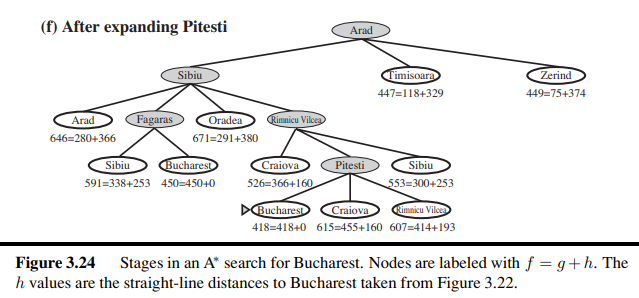 (f) After expanding Pitesti
Arad
Sibiu Timisoara Zerind
447=118+329 449=75+374
Arad Fagaras Oradea Rimnicu Vilcea
646=280+366 671=291+380
Sibiu Bucharest Craiova Pitesti Sibiu
591=338+253 450=450+0 526=366+160 553=300+253
Bucharest Craiova Rimnicu Vilcea
418=418+0 615=455+160 607=414+193
Figure 3.24 Stages in an A* search for Bucharest. Nodes are labeled with f = g+h. The
h values are the straight-line distances to Bucharest taken from Figure 3.22.